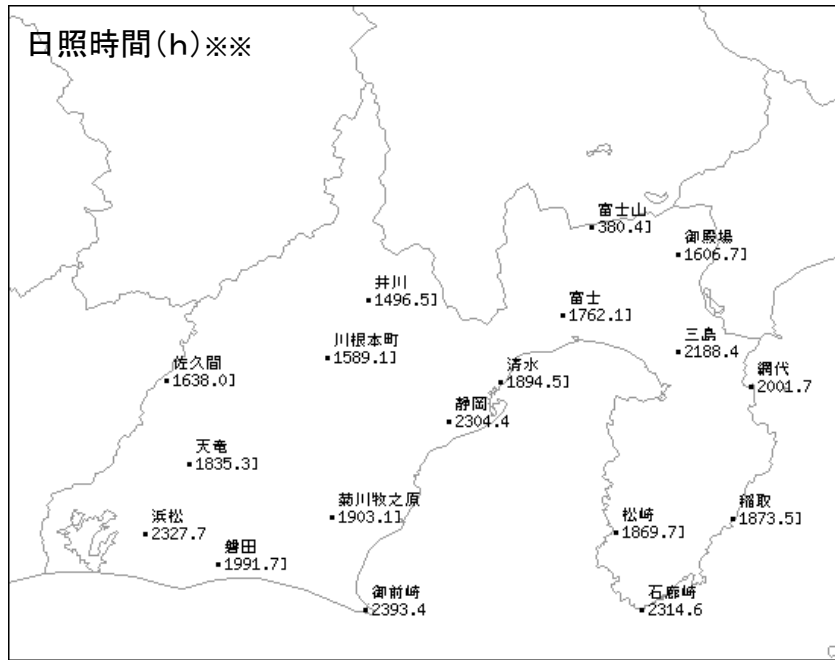 日照時間(h)※※
富士山
380.4]
御殿場
1606.7]
井川
1496.5]
富士
1762.1]
川根本町
1589.1]
三島
2188.4
佐久間
1638.0]
清水
1894.5]
網代
2001.7
静岡
2304.4
天竜
1835.3]
菊川牧之原
1903.1]
浜松
2327.7
松崎
1869.7]
稲取
1873.5]
磐田
1991.7]
御前崎
2393.4
石廊崎
2314.6